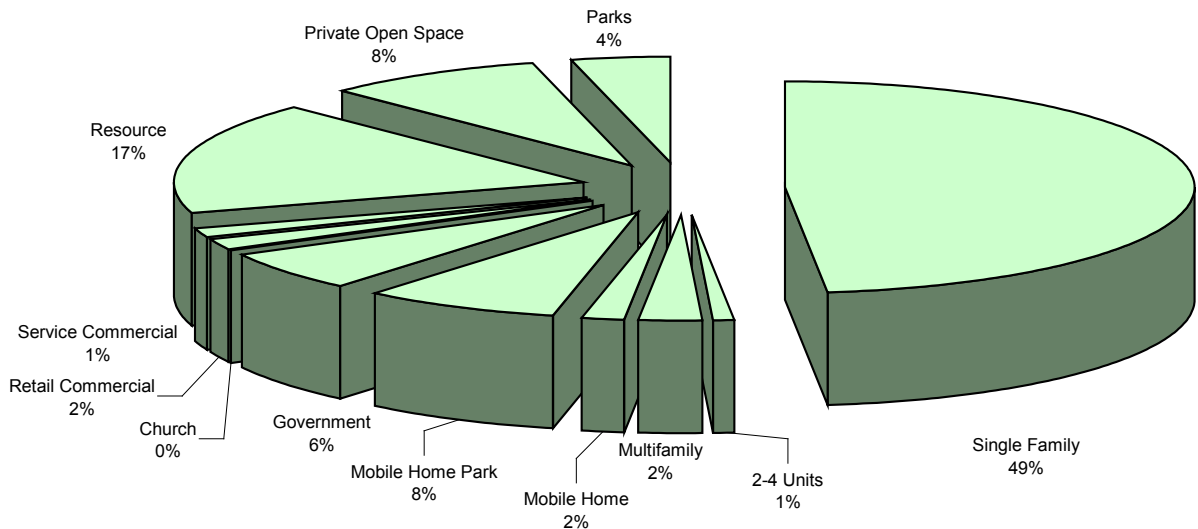 Parks
4%
Private Open Space
8%
Resource
17%
Service Commercial
1%
Retail Commercial
2%
Church
0%
Government
6%
Mobile Home Park
8%
Mobile Home
2%
Multifamily
2%
2-4 Units
1%
Single Family
49%